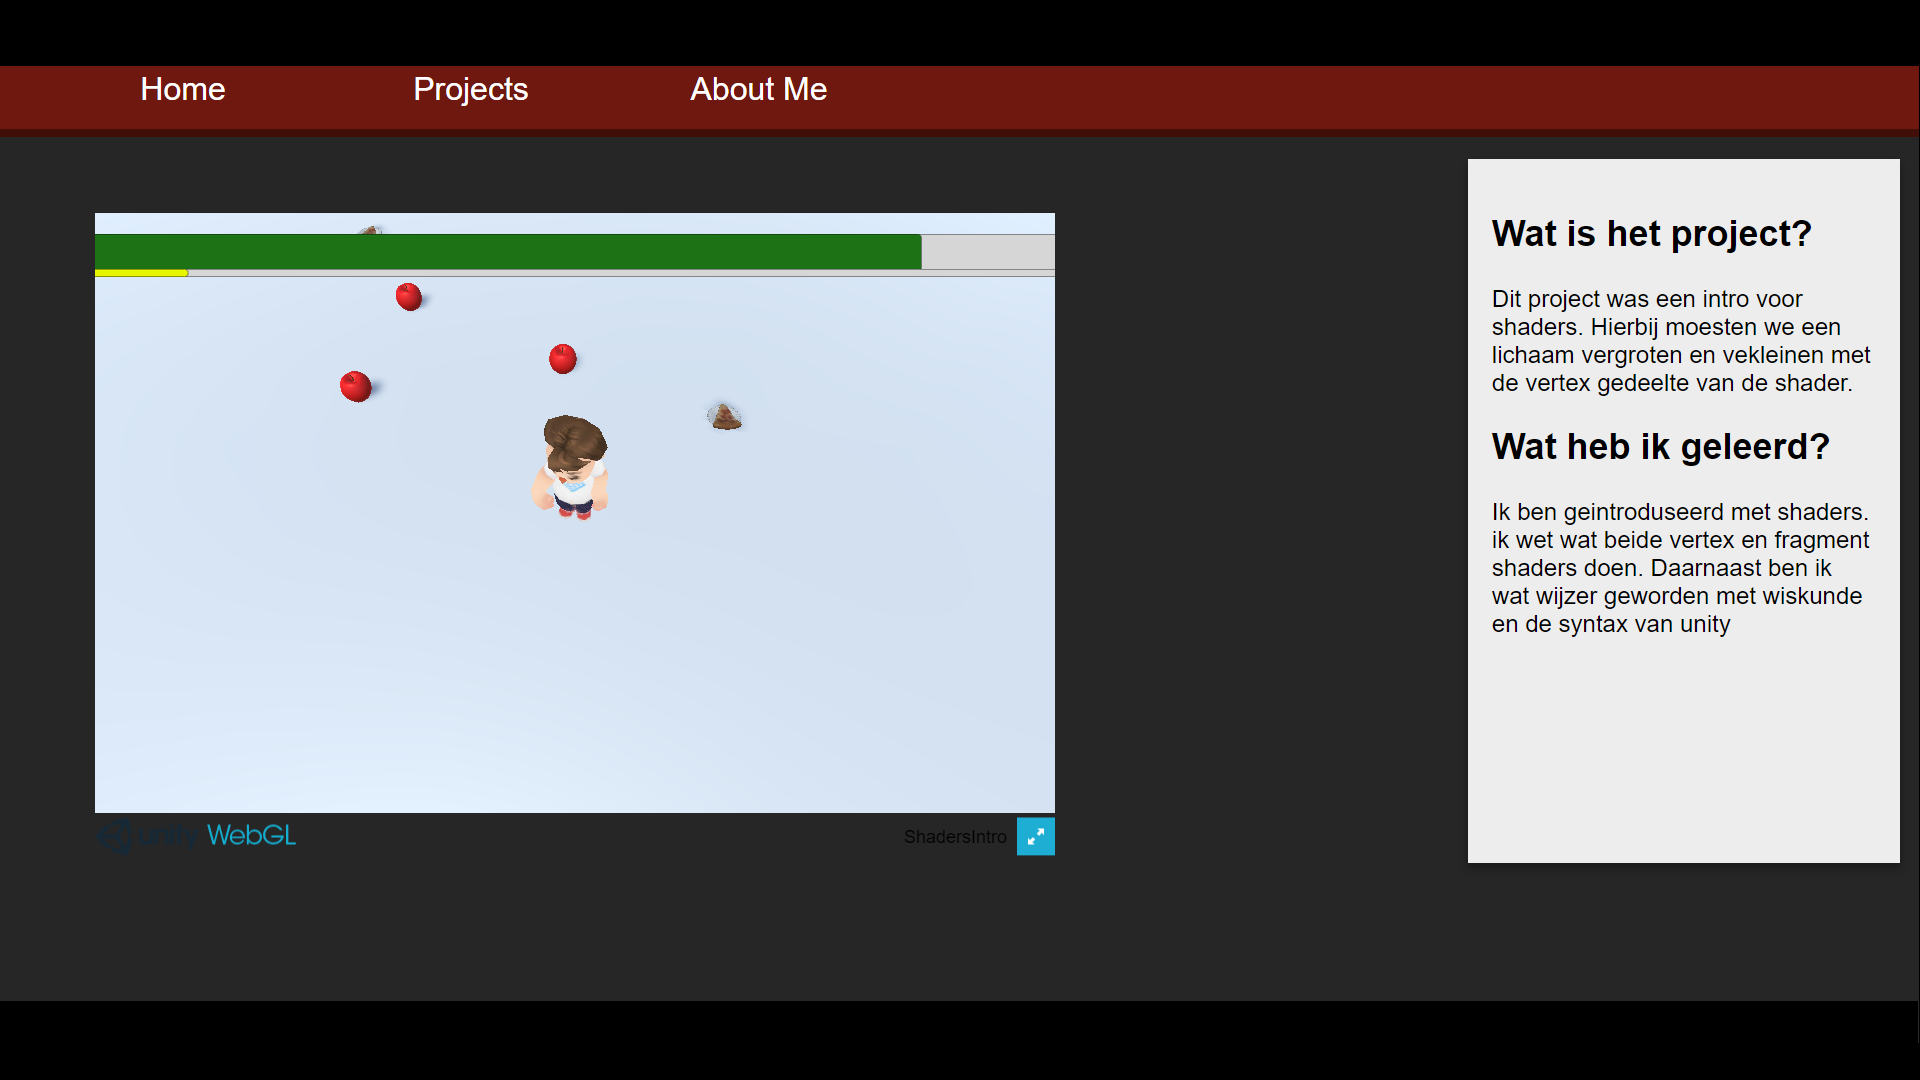 Home Projects About Me
Wat is het project?
Dit project was een intro voor
shaders. Hierbij moesten we een
lichaam vergroten en vekleinen met
de vertex gedeelte van de shader.
Wat heb ik geleerd?
Ik ben geintroduseerd met shaders.
ik wet wat beide vertex en fragment
shaders doen. Daarnaast ben ik
wat wijzer geworden met wiskunde
en de syntax van unity
unity WebGL
ShadersIntro